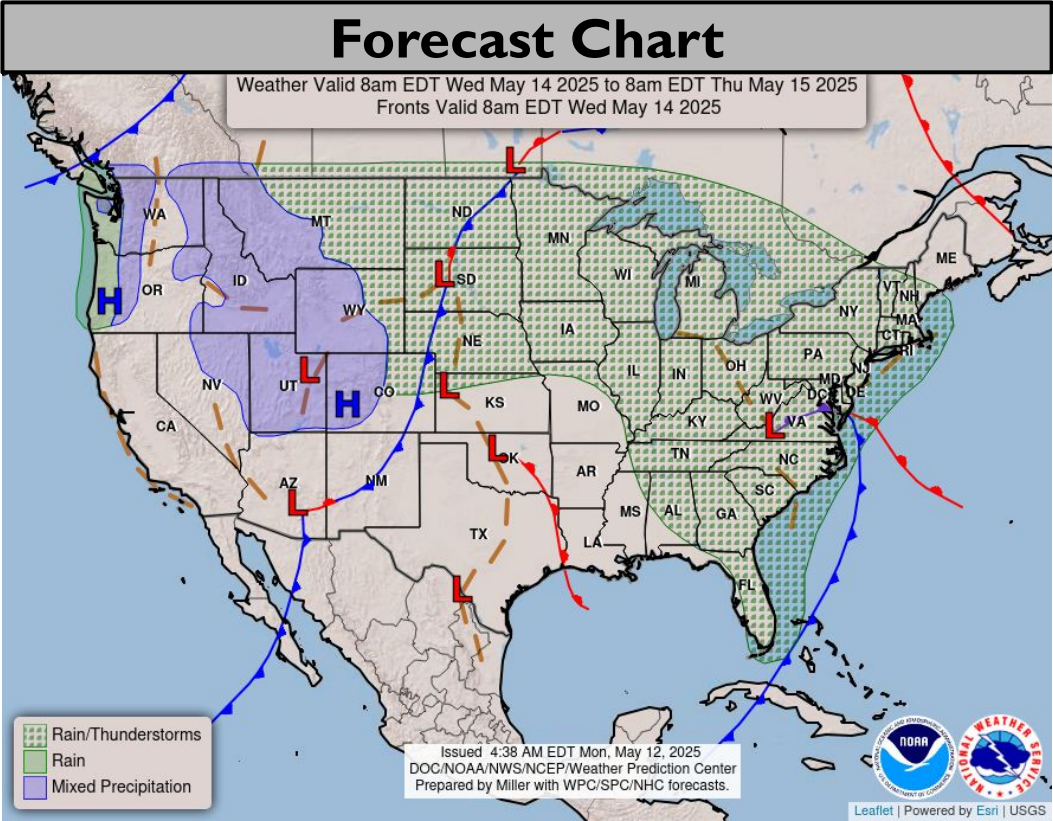 Forecast Chart
Weather Valid 8am EDT Wed May 14 2025 to 8am EDT Thu May 15 2025
Fronts Valid 8am EDT Wed May 14 2025
L
WA
MT
ND
MN
ME
VT
NH
OR
ID
H
WY
L
SD
WI
MI
NY
MA
CT
RI
IA
NE
PA
NJ
NV
UT
L
H
CO
L
KS
MO
IL
IN
OH
WV
MD
DC
DE
CA
L
VA
KY
AZ
L
NM
L
OK
AR
TN
NC
SC
TX
LA
MS
AL
GA
L
FL
Rain/Thunderstorms
Rain
Mixed Precipitation
Issued 4:38 AM EDT Mon, May 12, 2025
DOC/NOAA/NWS/NCEP/Weather Prediction Center
Prepared by Miller with WPC/SPC/NHC forecasts.
NOAA
NATIONAL WEATHER SERVICE
Leaflet | Powered by Esri | USGS